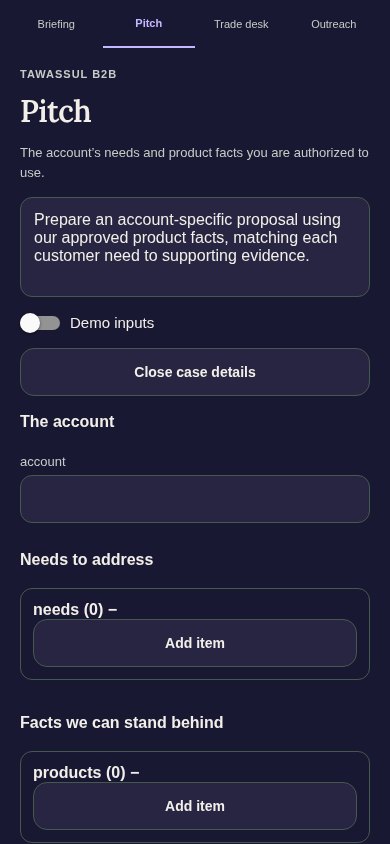 Briefing
Pitch
Trade desk
Outreach
TAWASSUL B2B
Pitch
The account's needs and product facts you are authorized to
use.
Prepare an account-specific proposal using
our approved product facts, matching each
customer need to supporting evidence.
Demo inputs
Close case details
The account
account
Needs to address
needs (0) –
Add item
Facts we can stand behind
products (0) –
Add item